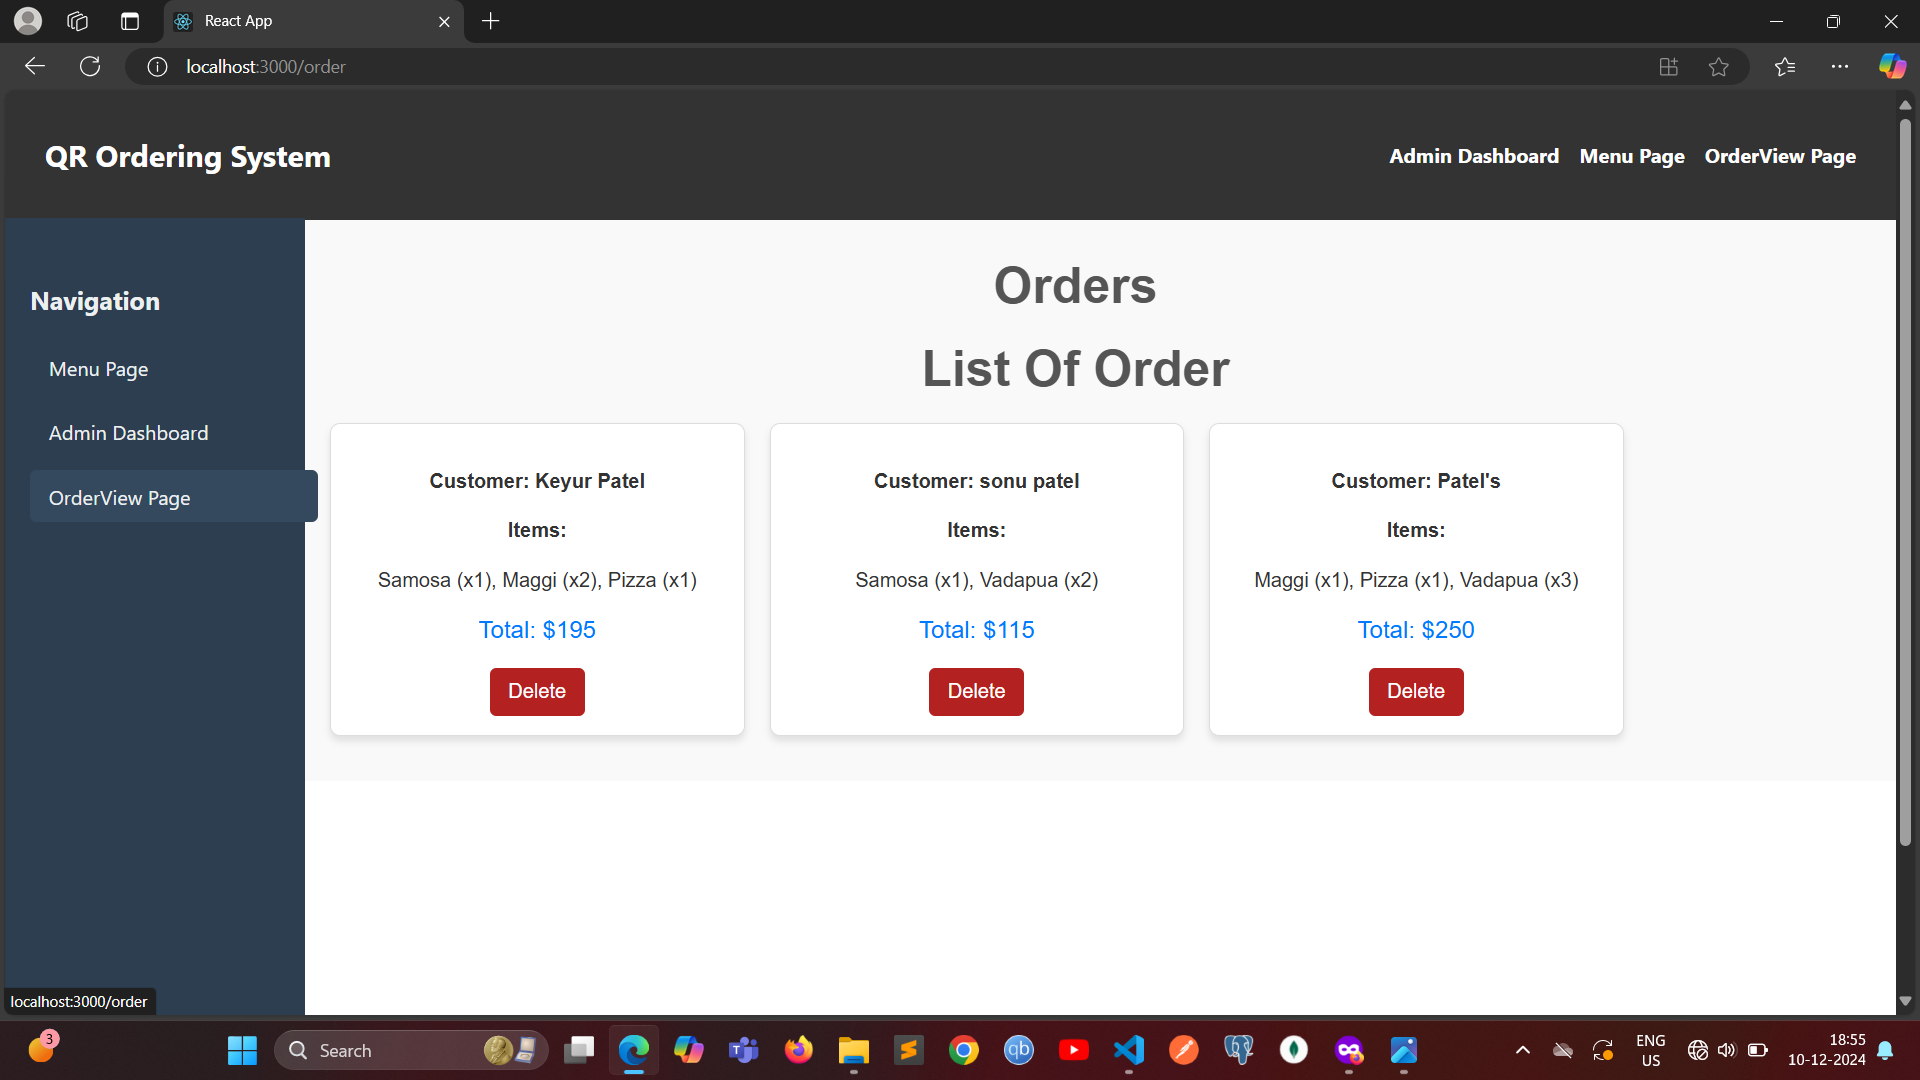 React App
localhost:3000/order
QR Ordering System
Admin Dashboard Menu Page OrderView Page
Navigation
Menu Page
Admin Dashboard
OrderView Page
Orders
List Of Order
Customer: Keyur Patel
Items:
Samosa (x1), Maggi (x2), Pizza (x1)
Total: $195
Delete
Customer: sonu patel
Items:
Samosa (x1), Vadapua (x2)
Total: $115
Delete
Customer: Patel's
Items:
Maggi (x1), Pizza (x1), Vadapua (x3)
Total: $250
Delete
localhost:3000/order
3
Search
T
qb
ENG
US
18:55
10-12-2024